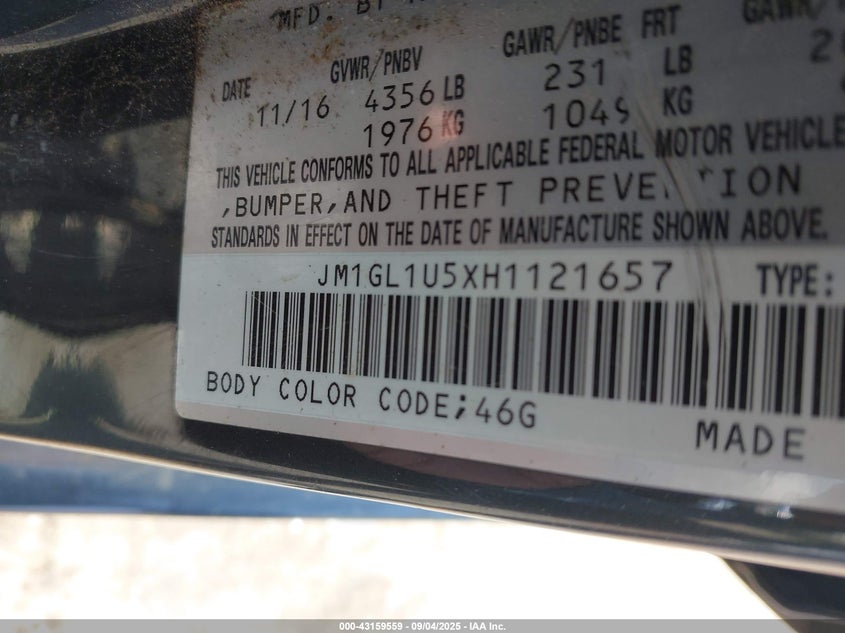 MFD. BY
DATE GVWR/PNBV GAWR/PNBE FRT
11/16 4356 LB 231 LB
1976 KG 1049 KG
THIS VEHICLE CONFORMS TO ALL APPLICABLE FEDERAL MOTOR VEHICLE
,BUMPER,AND THEFT PREVENTION
STANDARDS IN EFFECT ON THE DATE OF MANUFACTURE SHOWN ABOVE.
JM1GL1U5XH1121657 TYPE:
BODY COLOR CODE;46G
MADE
000-43159559 - 09/04/2025 - IAA Inc.